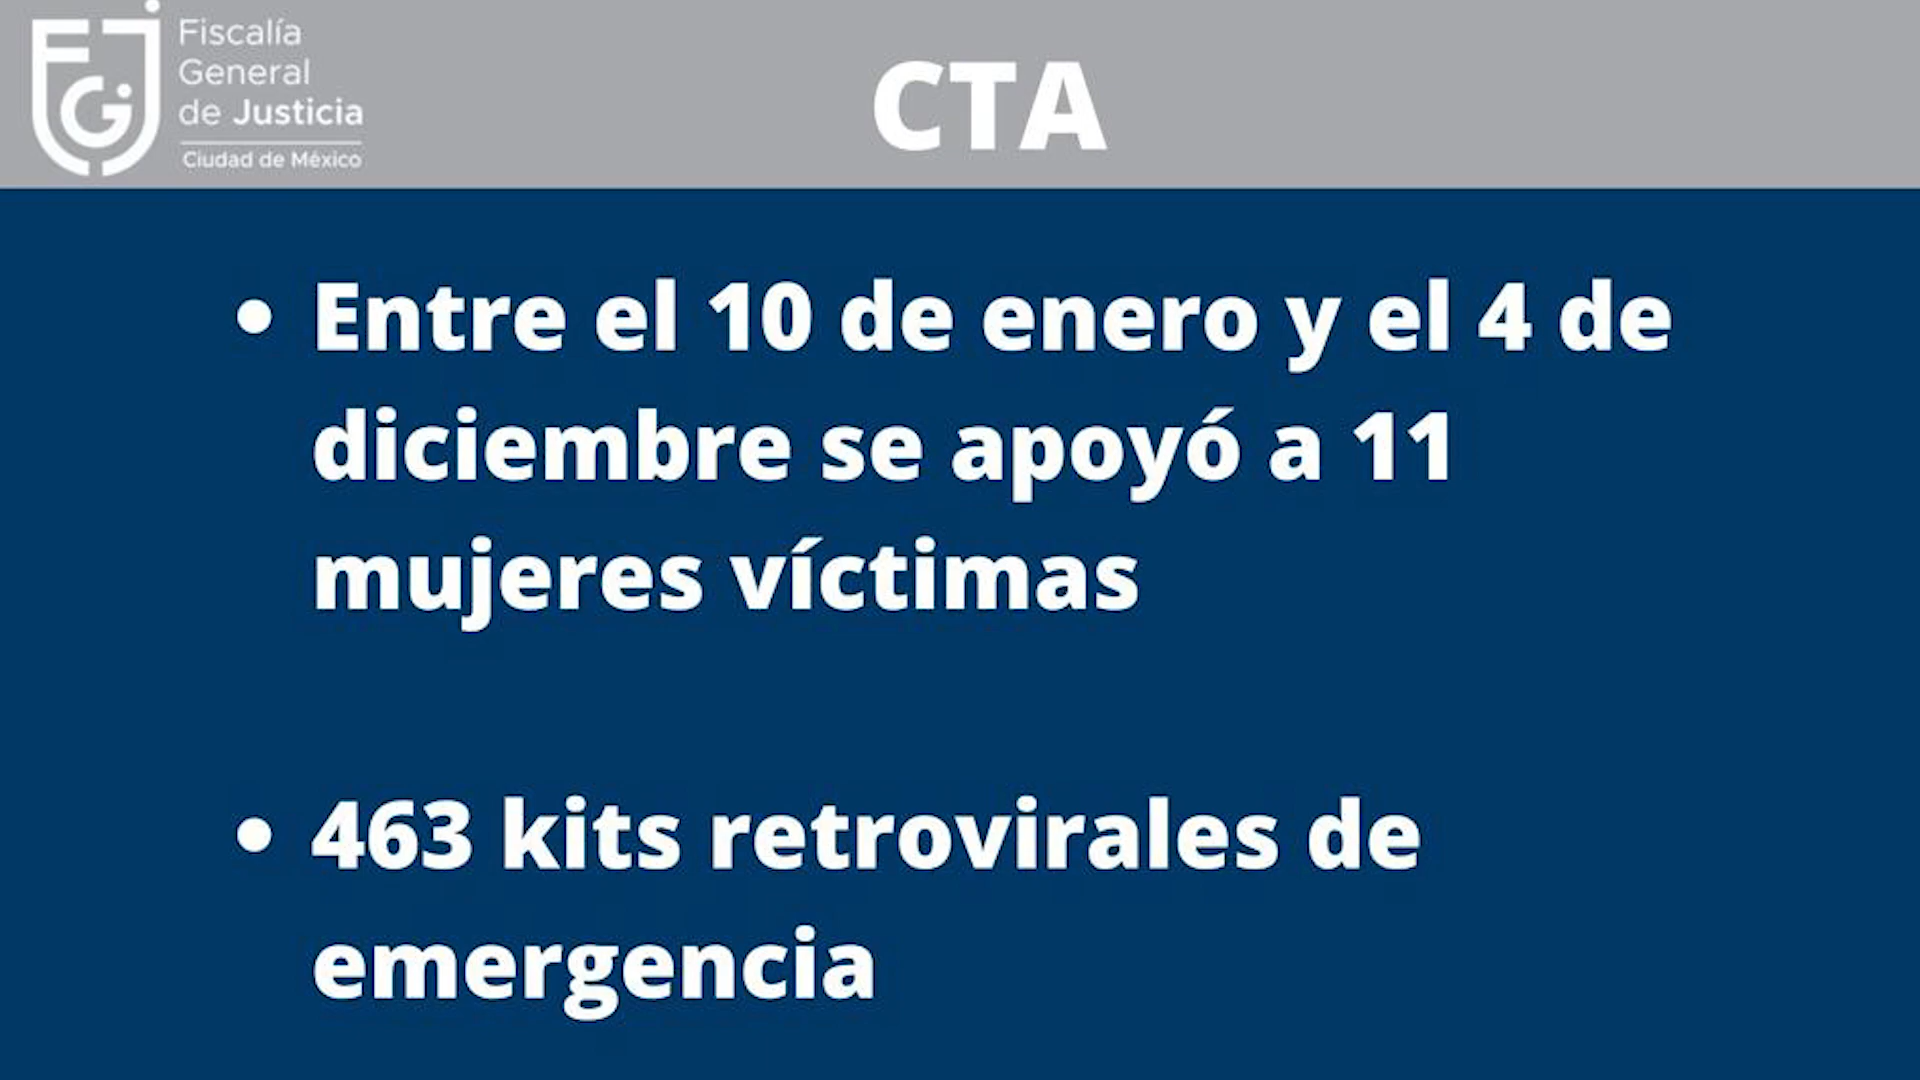 Fiscalía
General
de Justicia
Ciudad de México
CTA
• Entre el 10 de enero y el 4 de
diciembre se apoyó a 11
mujeres víctimas
• 463 kits retrovirales de
emergencia